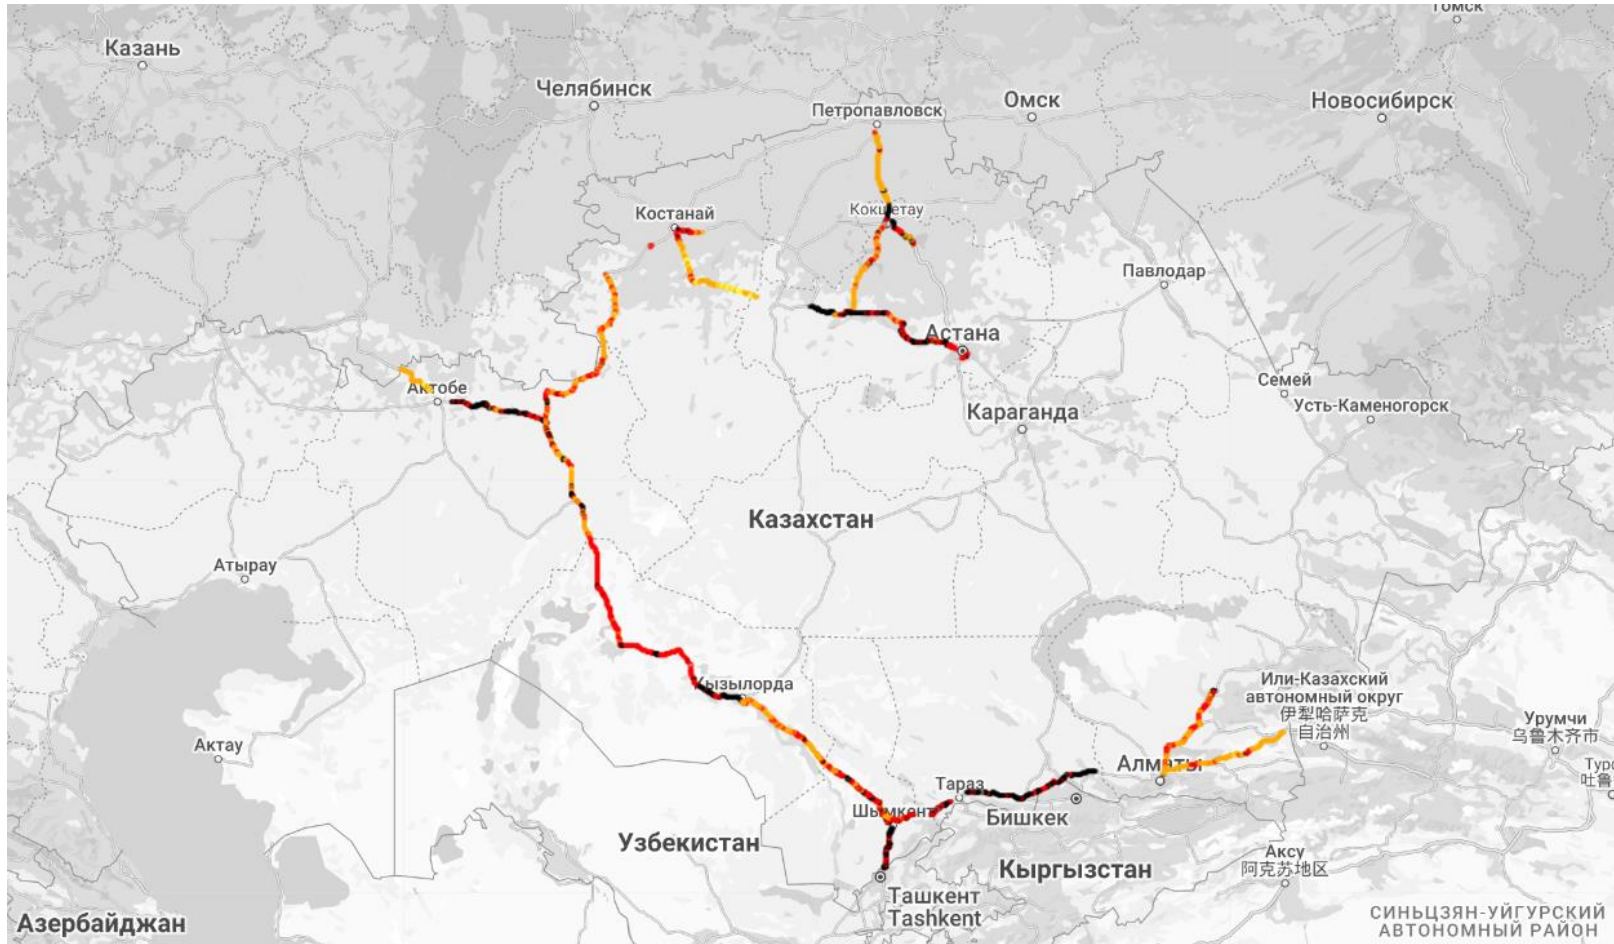 Томск
Казань
Челябинск
Петропавловск
Омск
Новосибирск
Костанай
Кокшетау
Павлодар
Астана
Актобе
Семей
Караганда
Усть-Каменогорск
Казахстан
Атырау
Кызылорда
Или-Казахский
автономный округ
伊犁哈萨克
自治州
Урумчи
乌鲁木齐市
Актау
Алматы
Тараз
Шымкент
Бишкек
Узбекистан
Аксу
阿克苏地区
Кыргызстан
Ташкент
Tashkent
Азербайджан
СИНЬЦЗЯН-УЙГУРСКИЙ
АВТОНОМНЫЙ РАЙОН